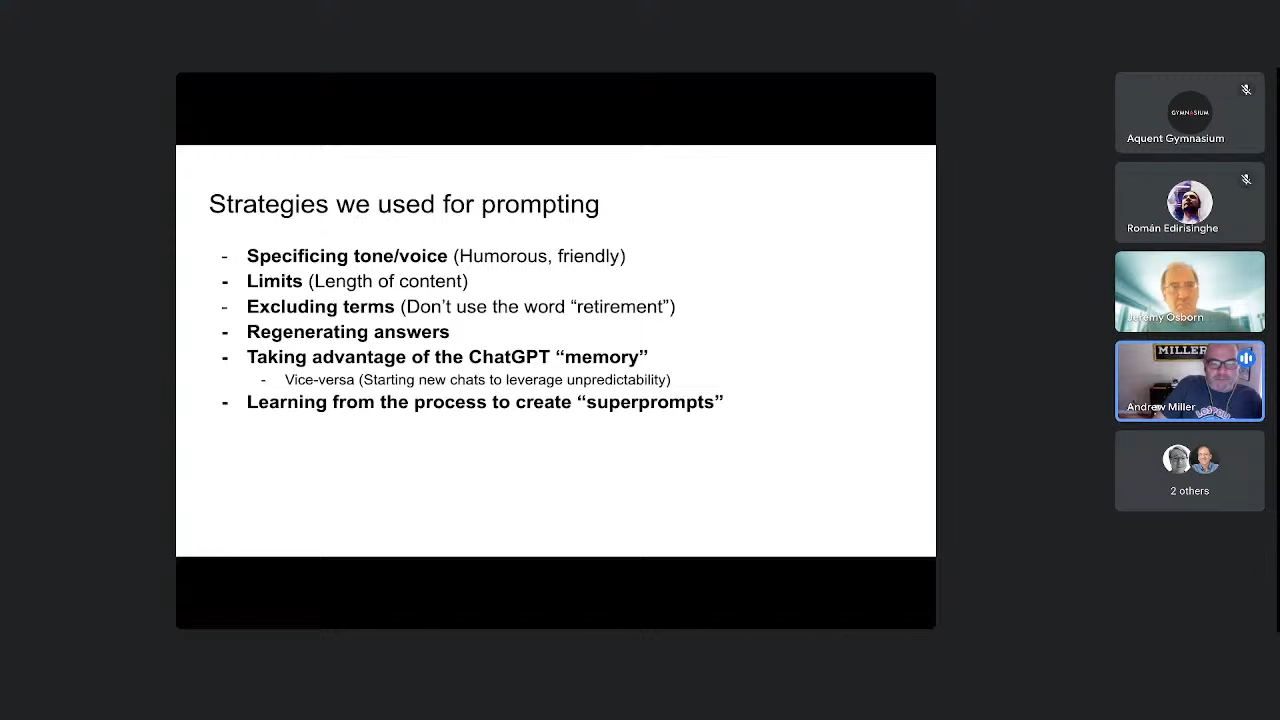 Strategies we used for prompting
- Specificing tone/voice (Humorous, friendly)
- Limits (Length of content)
- Excluding terms (Don’t use the word “retirement”)
- Regenerating answers
- Taking advantage of the ChatGPT “memory”
- Vice-versa (Starting new chats to leverage unpredictability)
- Learning from the process to create “superprompts”
GYMNASIUM
Aquent Gymnasium
Román Edirisinghe
Jeremy Osborn
MILLER
Andrew Miller
2 others